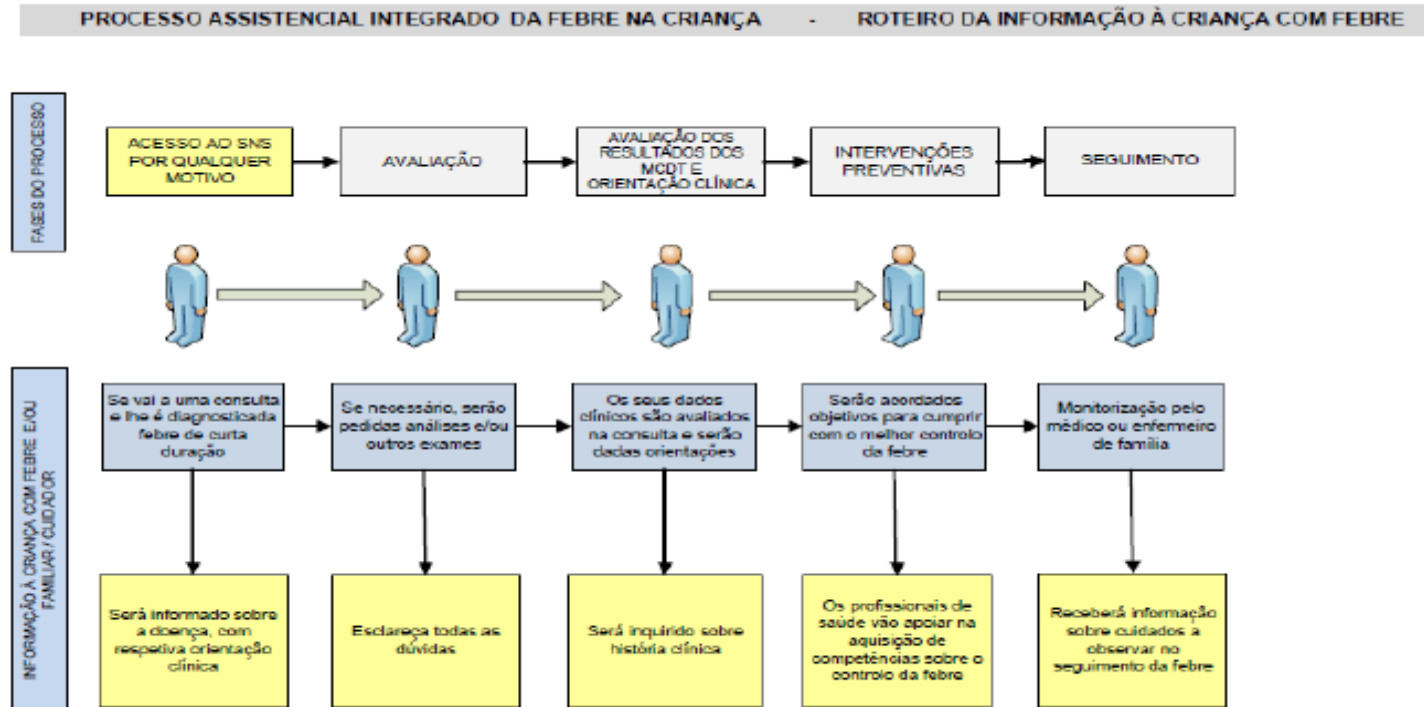 PROCESSO ASSISTENCIAL INTEGRADO DA FEBRE NA CRIANÇA - ROTEIRO DA INFORMAÇÃO À CRIANÇA COM FEBRE
FASES DO PROCESSO
ACESSO AO SNS
POR QUALQUER
MOTIVO
AVALIAÇÃO
AVALIAÇÃO DOS
RESULTADOS DOS
MCDT E
ORIENTAÇÃO CLÍNICA
INTERVENÇÕES
PREVENTIVAS
SEGUIMENTO
INFORMAÇÃO À CRIANÇA COM FEBRE E/OU
FAMILIAR / CUIDADOR
Se vai a uma consulta
e lhe é diagnosticada
febre de curta
duração
Se necessário, serão
pedidas análises e/ou
outros exames
Os seus dados
clínicos são avaliados
na consulta e serão
dadas orientações
Serão acordados
objetivos para cumprir
com o melhor controlo
da febre
Monitorização pelo
médico ou enfermeiro
de família
Será informado sobre
a doença, com
respetiva orientação
clínica
Esclareça todas as
dúvidas
Será inquirido sobre
história clínica
Os profissionais de
saúde vão apoiar na
aquisição de
competências sobre o
controlo da febre
Receberá informação
sobre cuidados a
observar no
seguimento da febre